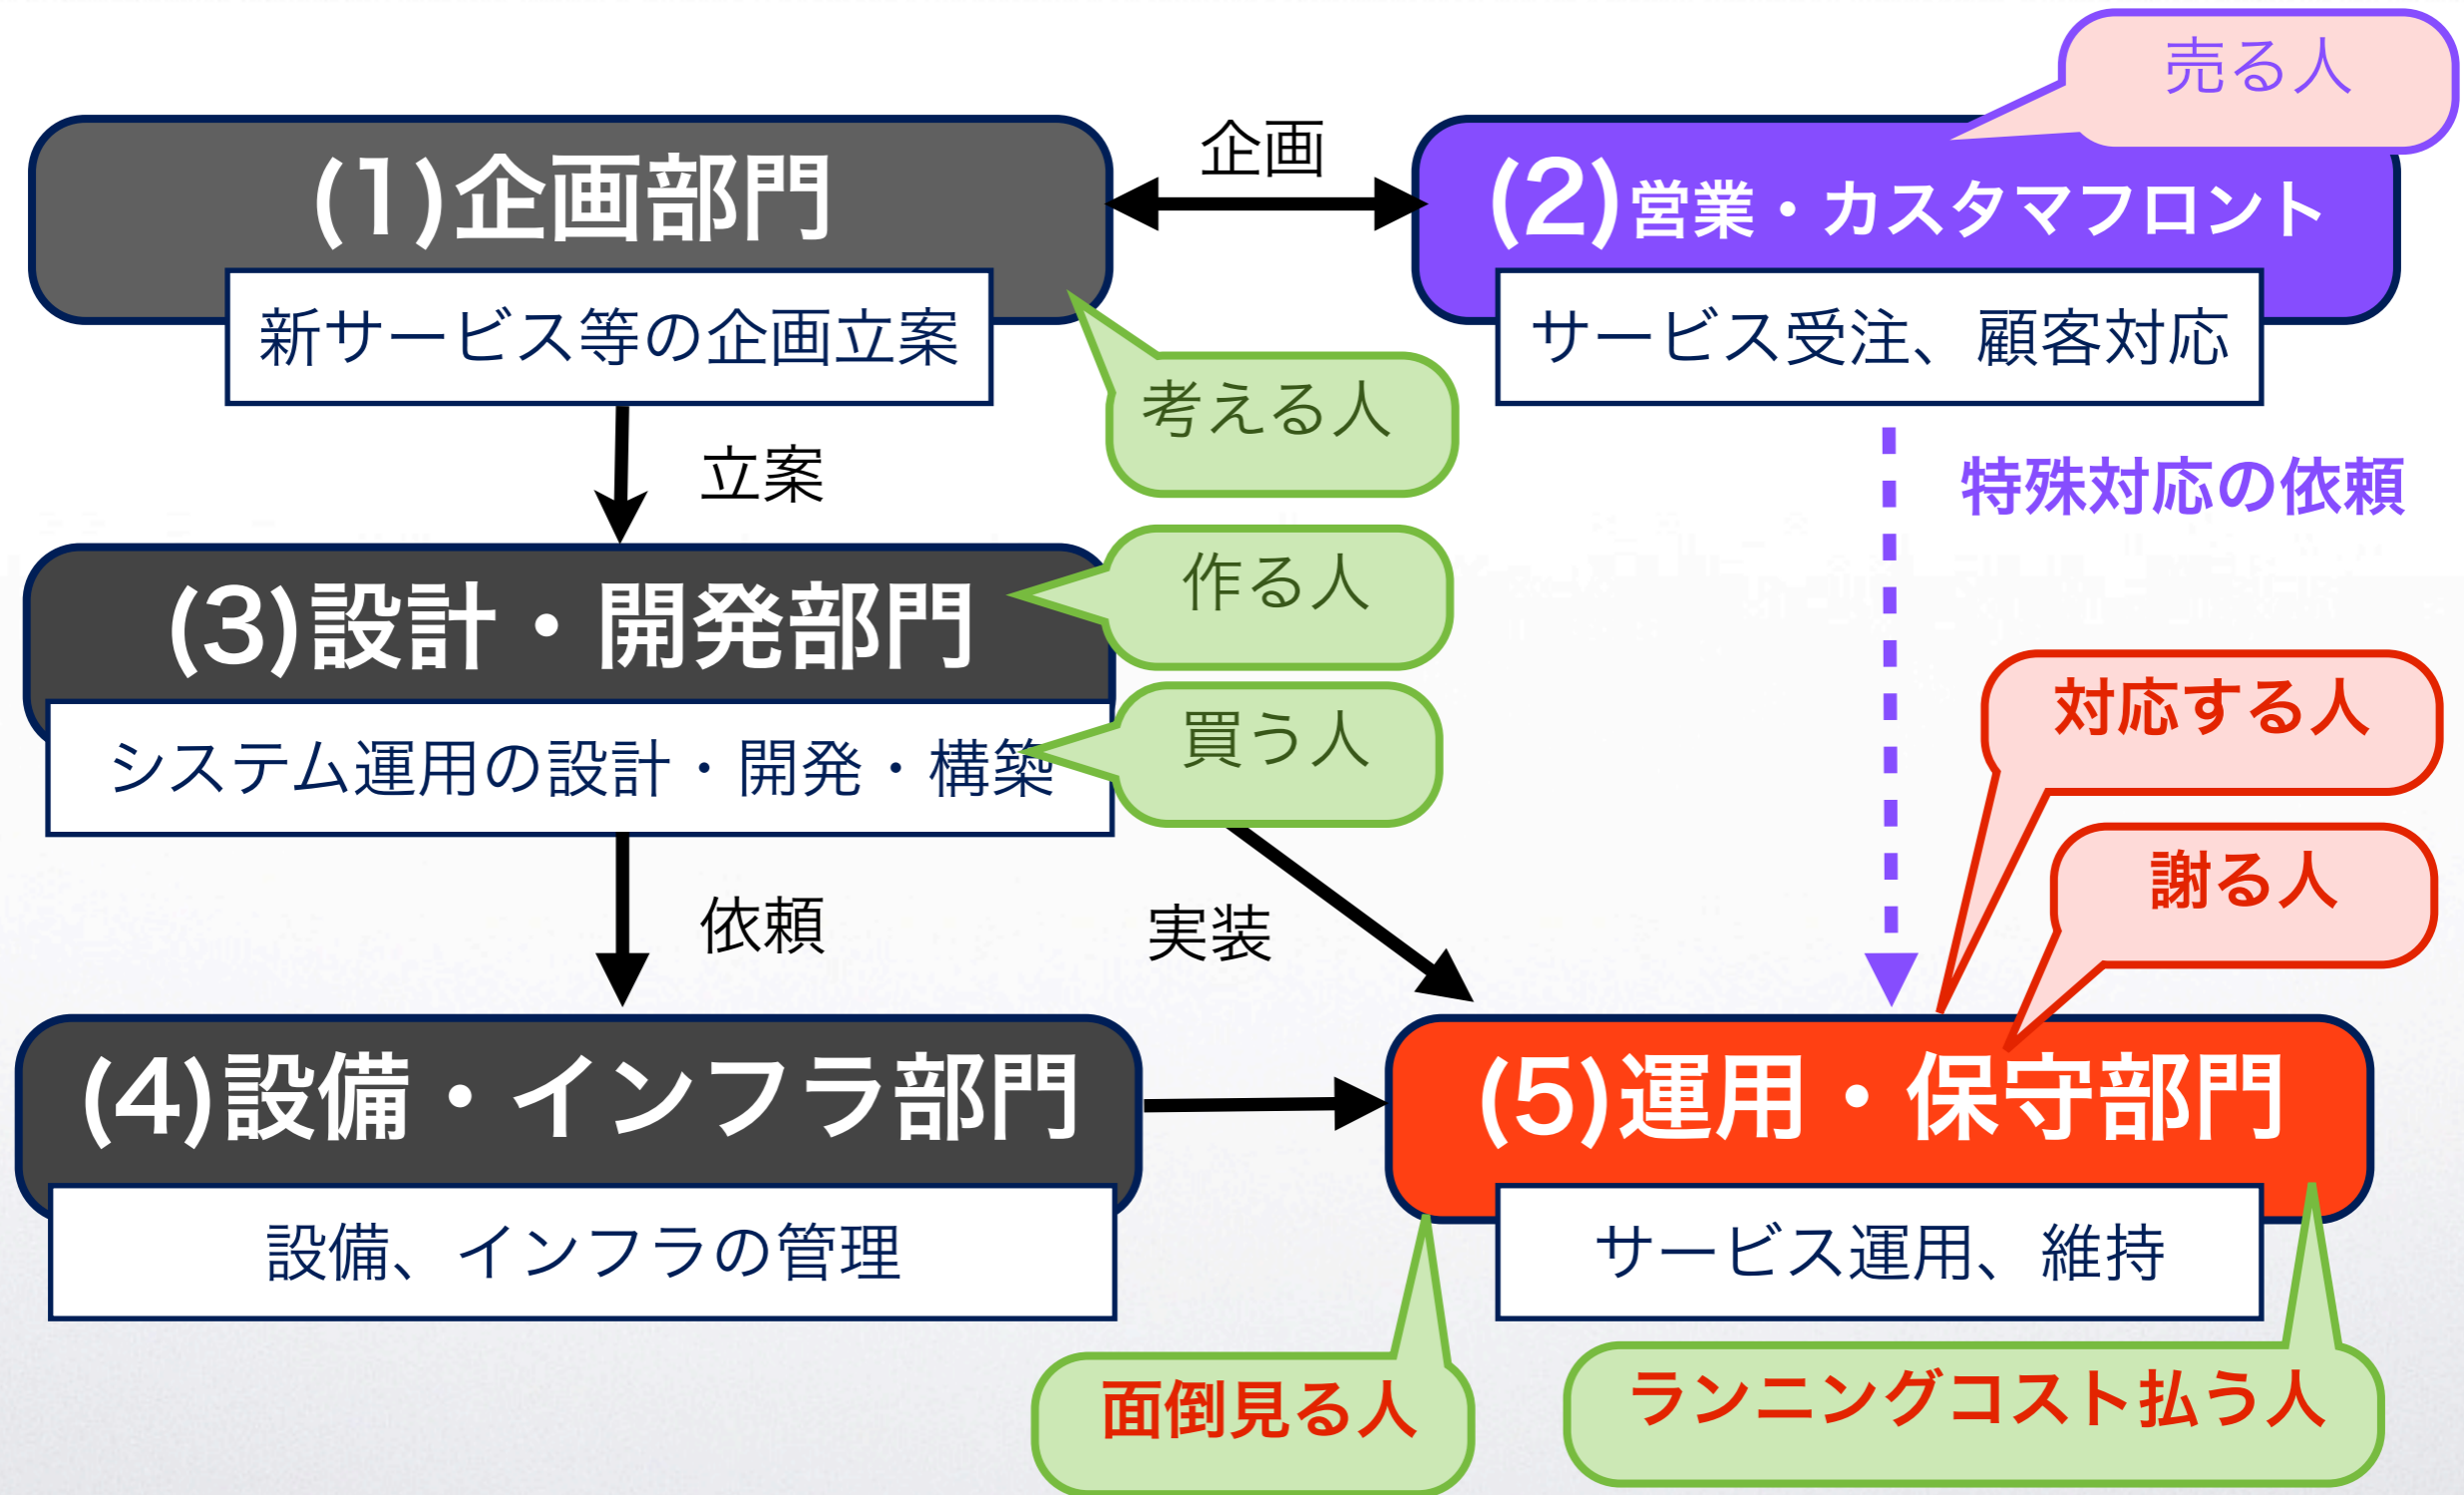 売る人
(1)企画部門
企画
(2)営業・カスタマフロント
新サービス等の企画立案
サービス受注、顧客対応
考える人
立案
特殊対応の依頼
(3)設計・開発部門
作る人
システム運用の設計・開発・構築
買う人
対応する人
謝る人
依頼
実装
(4)設備・インフラ部門
(5)運用・保守部門
設備、インフラの管理
サービス運用、維持
面倒見る人
ランニングコスト払う人